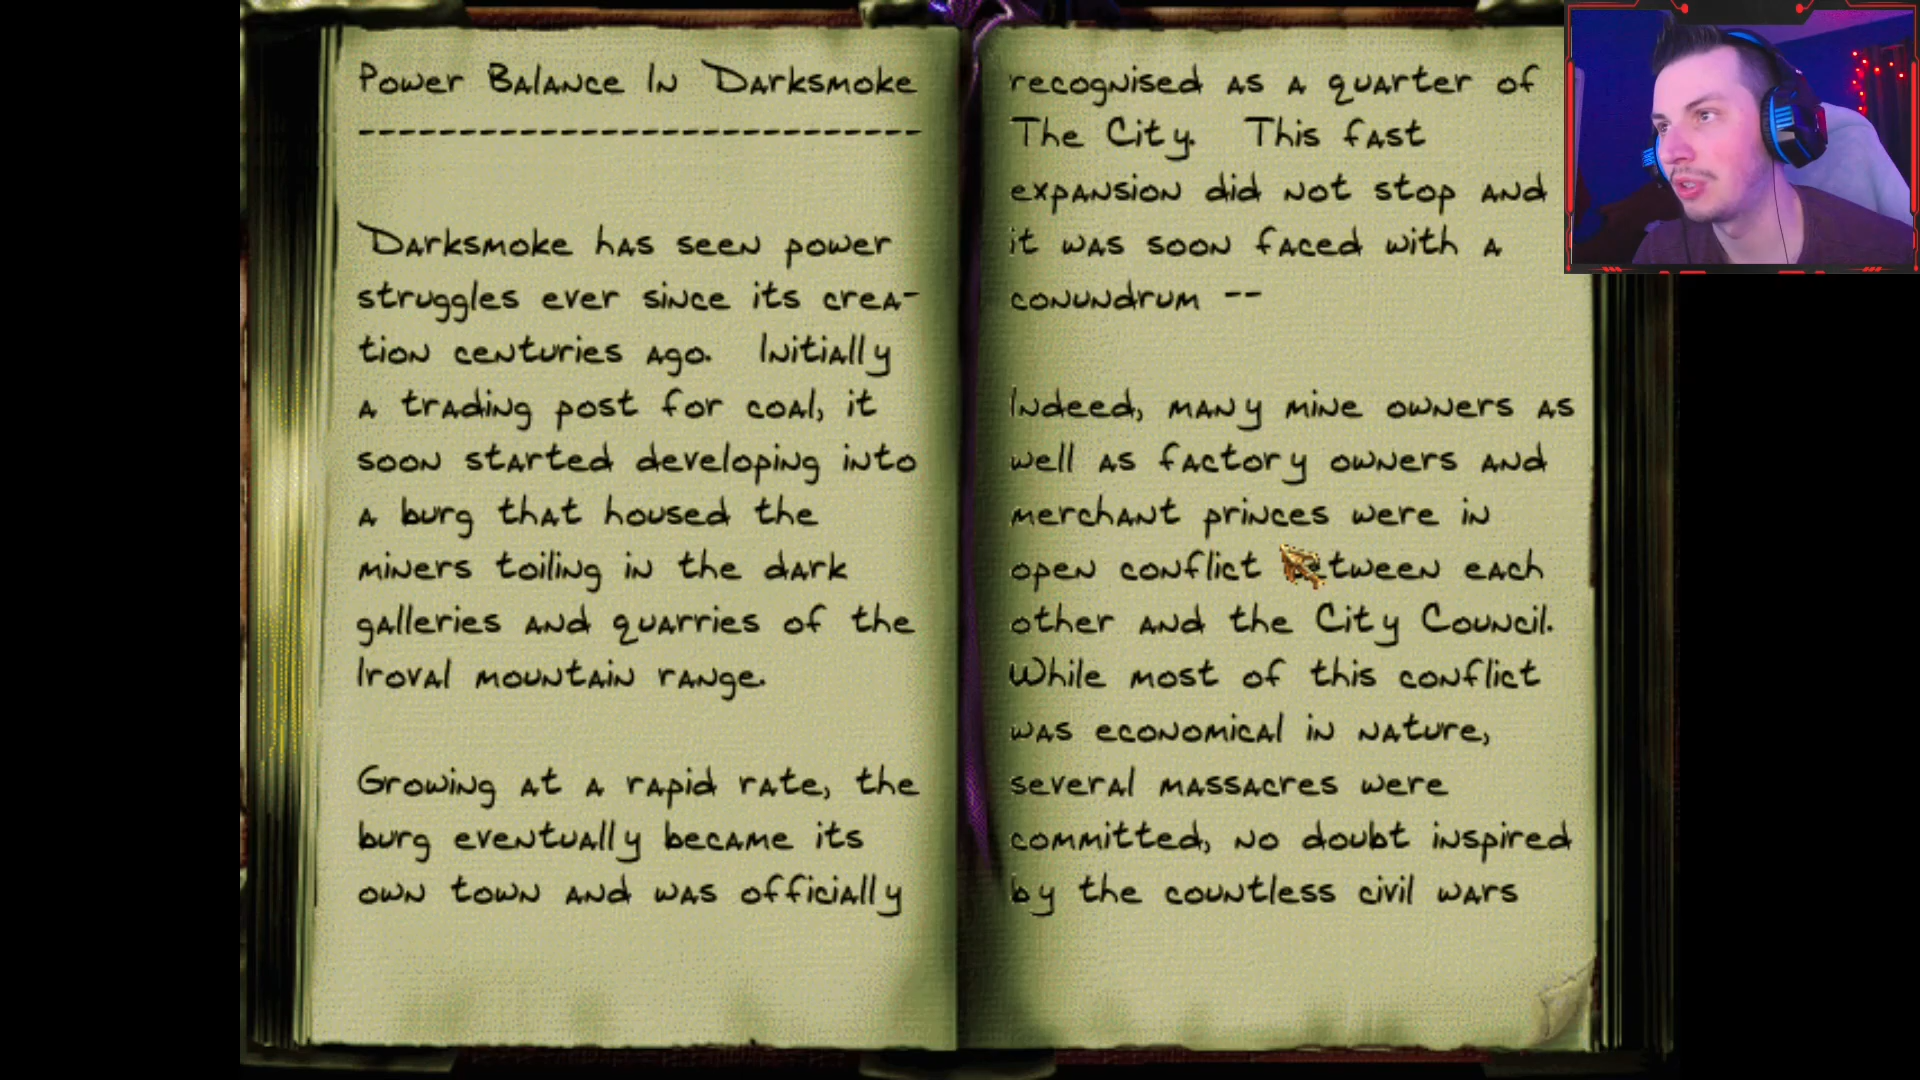 Power Balance In Darksmoke
--------------------------
Darksmoke has seen power
struggles ever since its crea-
tion centuries ago. Initially
a trading post for coal, it
soon started developing into
a burg that housed the
miners toiling in the dark
galleries and quarries of the
Iroval mountain range.
Growing at a rapid rate, the
burg eventually became its
own town and was officially
recognised as a quarter of
The City. This fast
expansion did not stop and
it was soon faced with a
conundrum --
Indeed, many mine owners as
well as factory owners and
merchant princes were in
open conflict between each
other and the City Council.
While most of this conflict
was economical in nature,
several massacres were
committed, no doubt inspired
by the countless civil wars